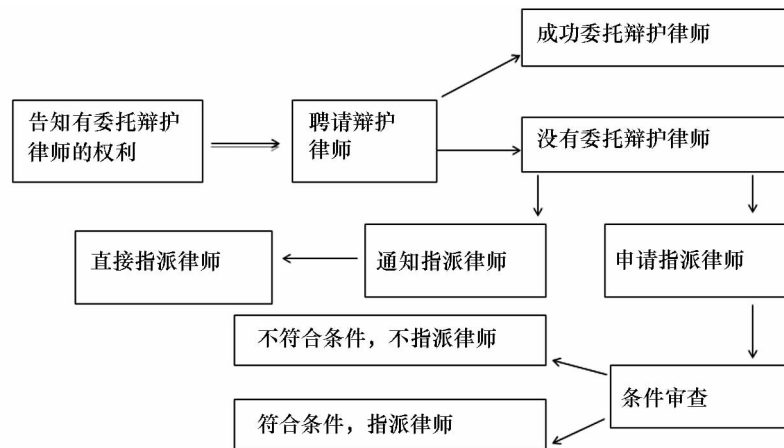 成功委托辩护律师
告知有委托辩护
律师的权利
聘请辩护
律师
没有委托辩护律师
直接指派律师
通知指派律师
申请指派律师
不符合条件，不指派律师
条件审查
符合条件，指派律师